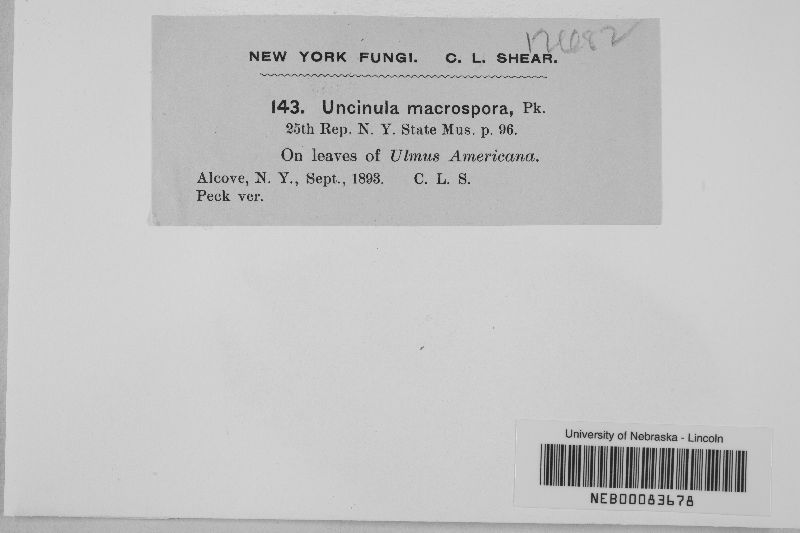 126682
NEW YORK FUNGI. C. L. SHEAR.
143. Uncinula macrospora, Pk.
25th Rep. N. Y. State Mus. p. 96.
On leaves of Ulmus Americana.
Alcove, N. Y., Sept., 1893. C. L. S.
Peck ver.
University of Nebraska - Lincoln
NEB00083678